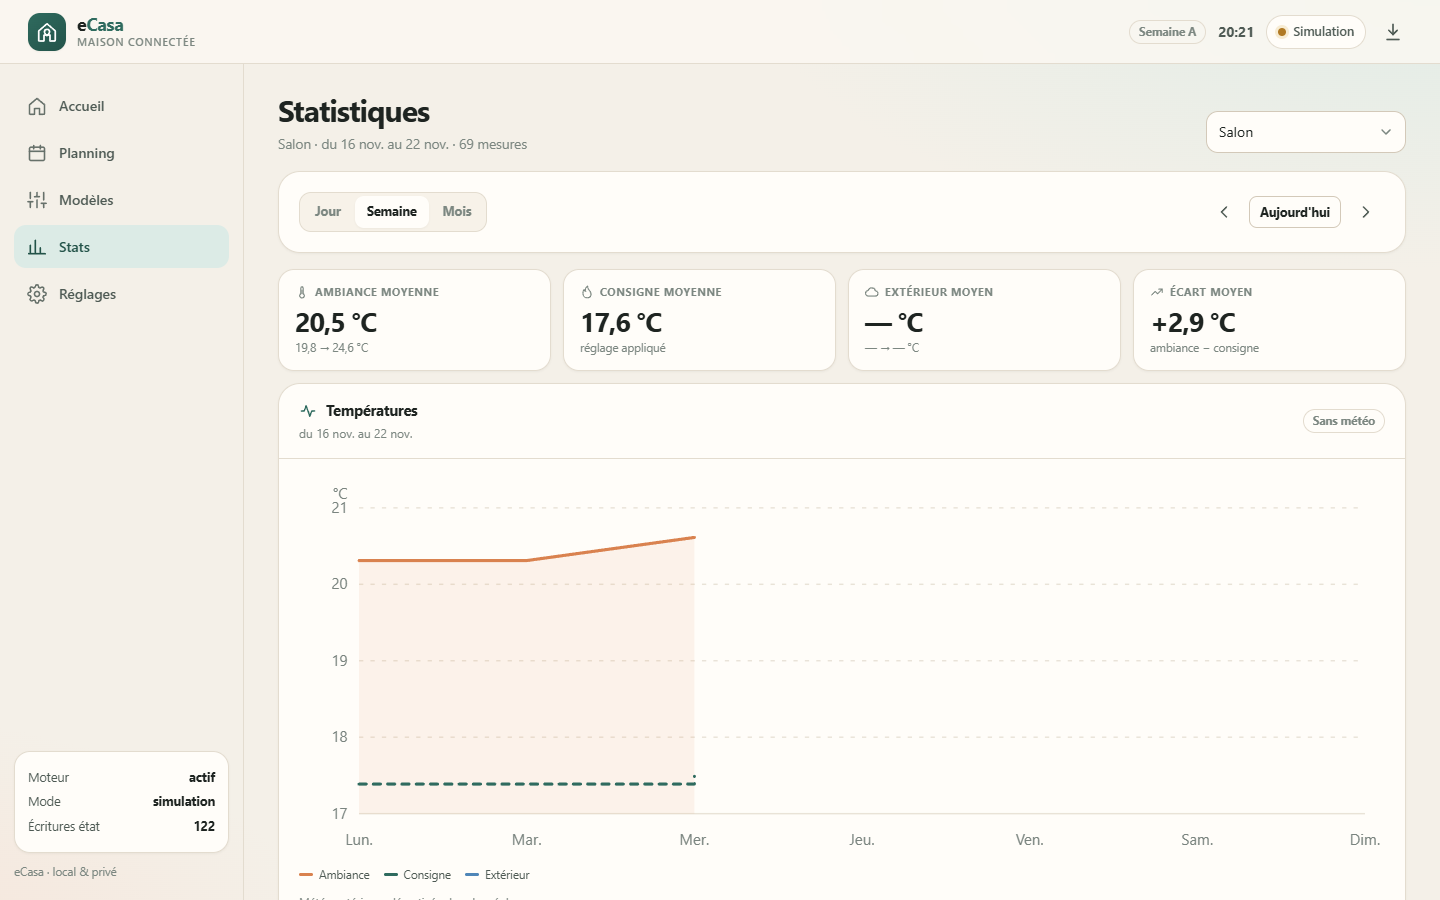 eCasa
MAISON CONNECTÉE
Semaine A
20:21
Simulation
Accueil
Planning
Modèles
Stats
Réglages
Moteur actif
Mode simulation
Écritures état 122
eCasa · local & privé
Statistiques
Salon · du 16 nov. au 22 nov. · 69 mesures
Salon
Jour
Semaine
Mois
Aujourd'hui
AMBIANCE MOYENNE
20,5 °C
19,8 → 24,6 °C
CONSIGNE MOYENNE
17,6 °C
réglage appliqué
EXTÉRIEUR MOYEN
— °C
— → — °C
ÉCART MOYEN
+2,9 °C
ambiance − consigne
Températures
du 16 nov. au 22 nov.
Sans météo
°C
21
20
19
18
17
Lun. Mar. Mer. Jeu. Ven. Sam. Dim.
Ambiance Consigne Extérieur